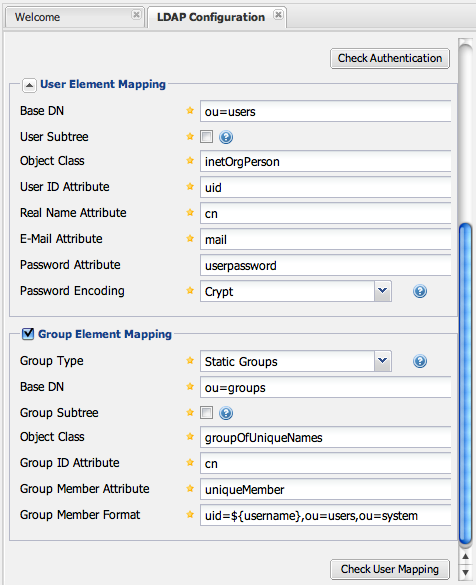 Welcome LDAP Configuration
Check Authentication
User Element Mapping
Base DN ou=users
User Subtree
Object Class inetOrgPerson
User ID Attribute uid
Real Name Attribute cn
E-Mail Attribute mail
Password Attribute userpassword
Password Encoding Crypt
Group Element Mapping
Group Type Static Groups
Base DN ou=groups
Group Subtree
Object Class groupOfUniqueNames
Group ID Attribute cn
Group Member Attribute uniqueMember
Group Member Format uid=${username},ou=users,ou=system
Check User Mapping